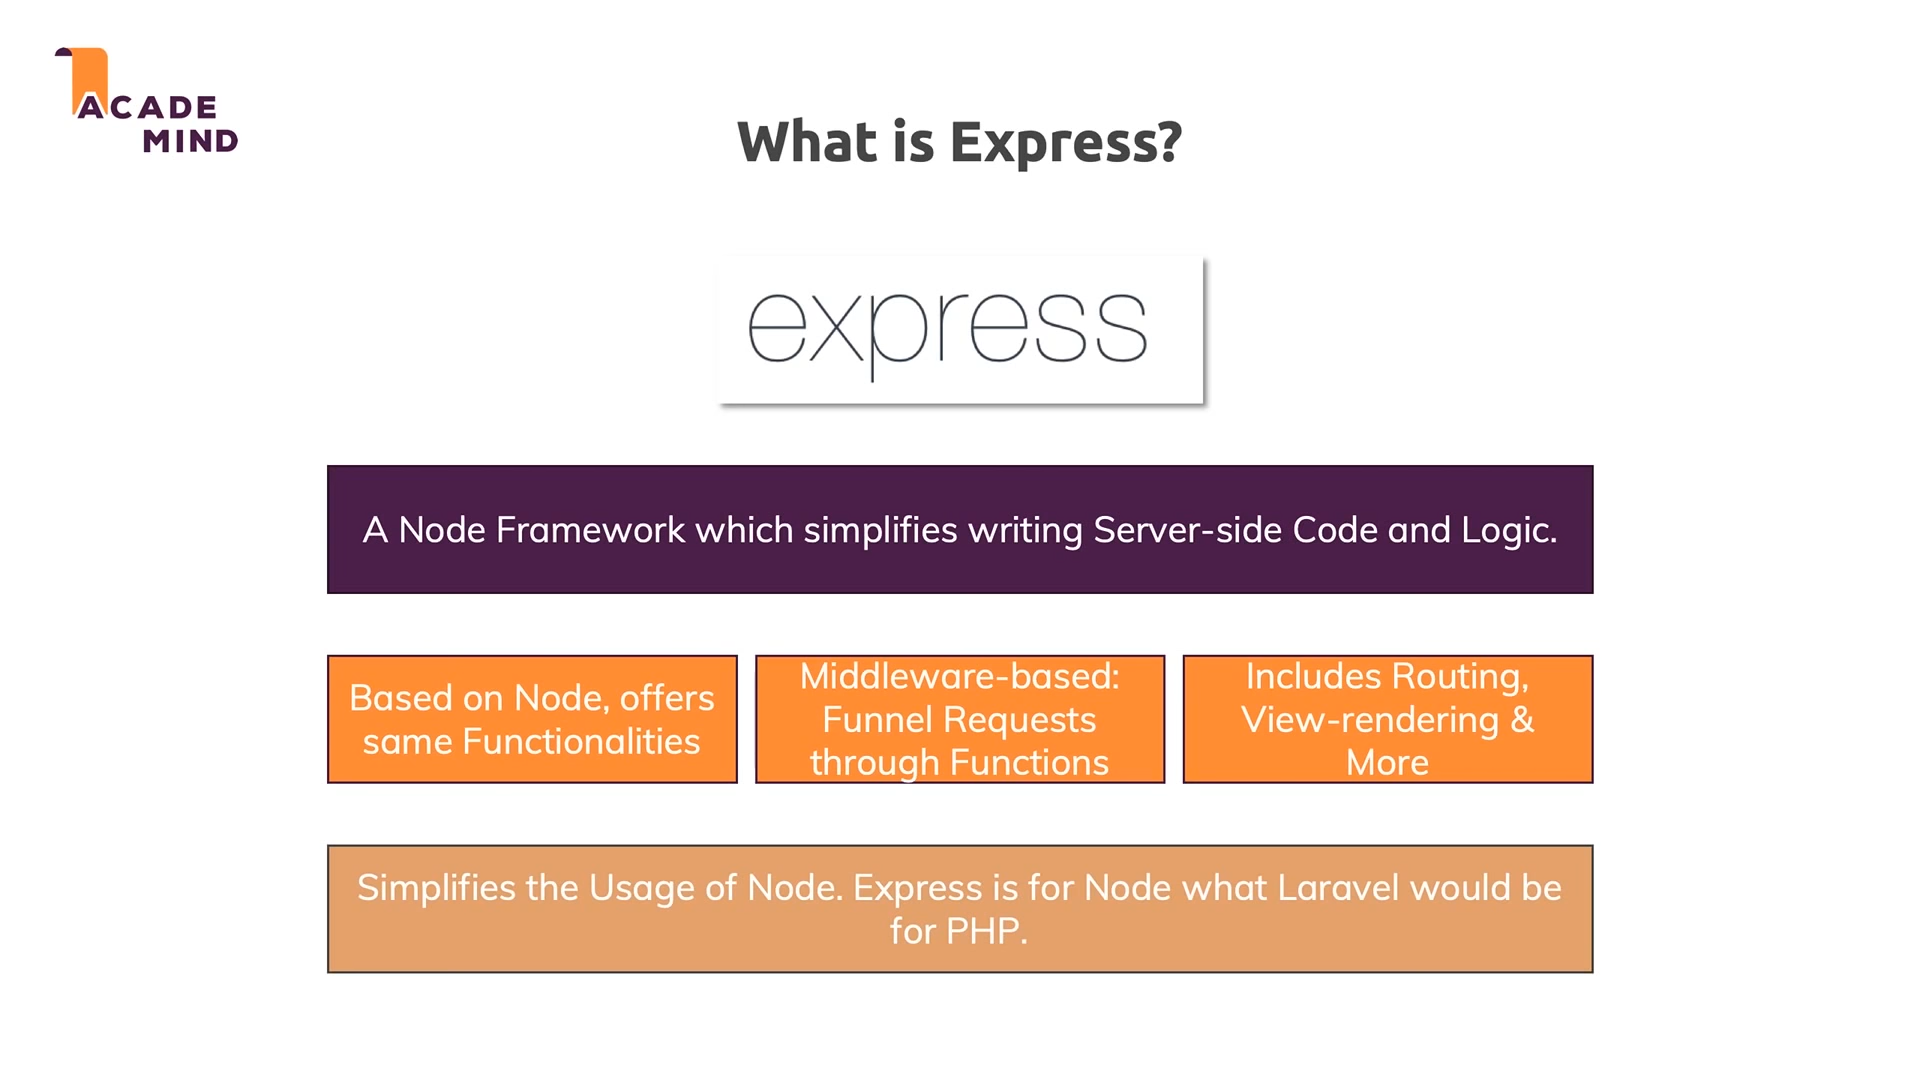 ACADE
MIND
What is Express?
express
A Node Framework which simplifies writing Server-side Code and Logic.
Based on Node, offers
same Functionalities
Middleware-based:
Funnel Requests
through Functions
Includes Routing,
View-rendering &
More
Simplifies the Usage of Node. Express is for Node what Laravel would be
for PHP.